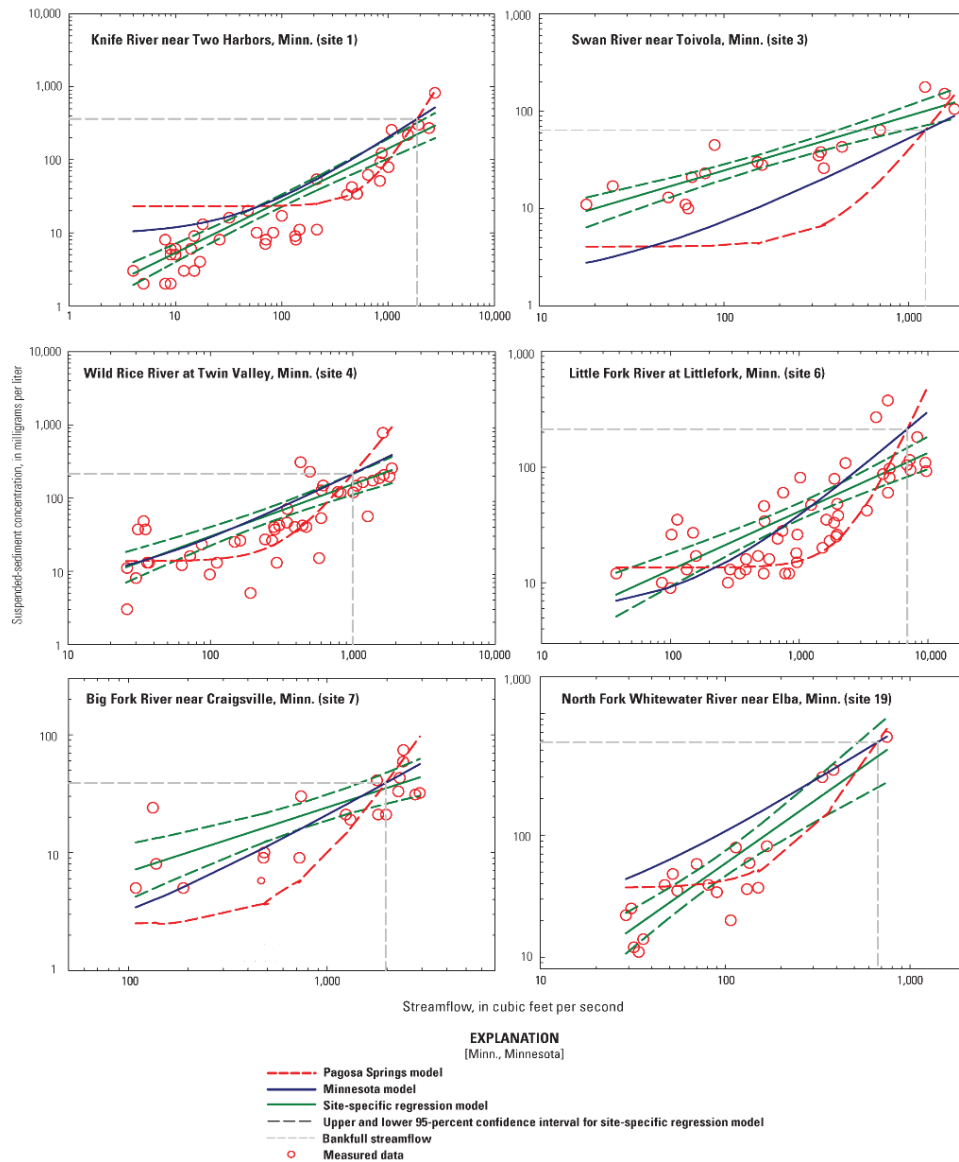 10,000
1,000
100
10
1
Knife River near Two Harbors, Minn. (site 1)
1 10 100 1,000 10,000
1,000
100
10
1
Swan River near Toivola, Minn. (site 3)
10 100 1,000
Suspended-sediment concentration, in milligrams per liter
10,000
1,000
100
10
1
Wild Rice River at Twin Valley, Minn. (site 4)
10 100 1,000 10,000
1,000
100
10
Little Fork River at Littlefork, Minn. (site 6)
10 100 1,000 10,000
100
10
1
Big Fork River near Craigsville, Minn. (site 7)
100 1,000
1,000
100
10
North Fork Whitewater River near Elba, Minn. (site 19)
10 100 1,000
Streamflow, in cubic feet per second
EXPLANATION
[Minn., Minnesota]
Pagosa Springs model
Minnesota model
Site-specific regression model
Upper and lower 95-percent confidence interval for site-specific regression model
Bankfull streamflow
Measured data